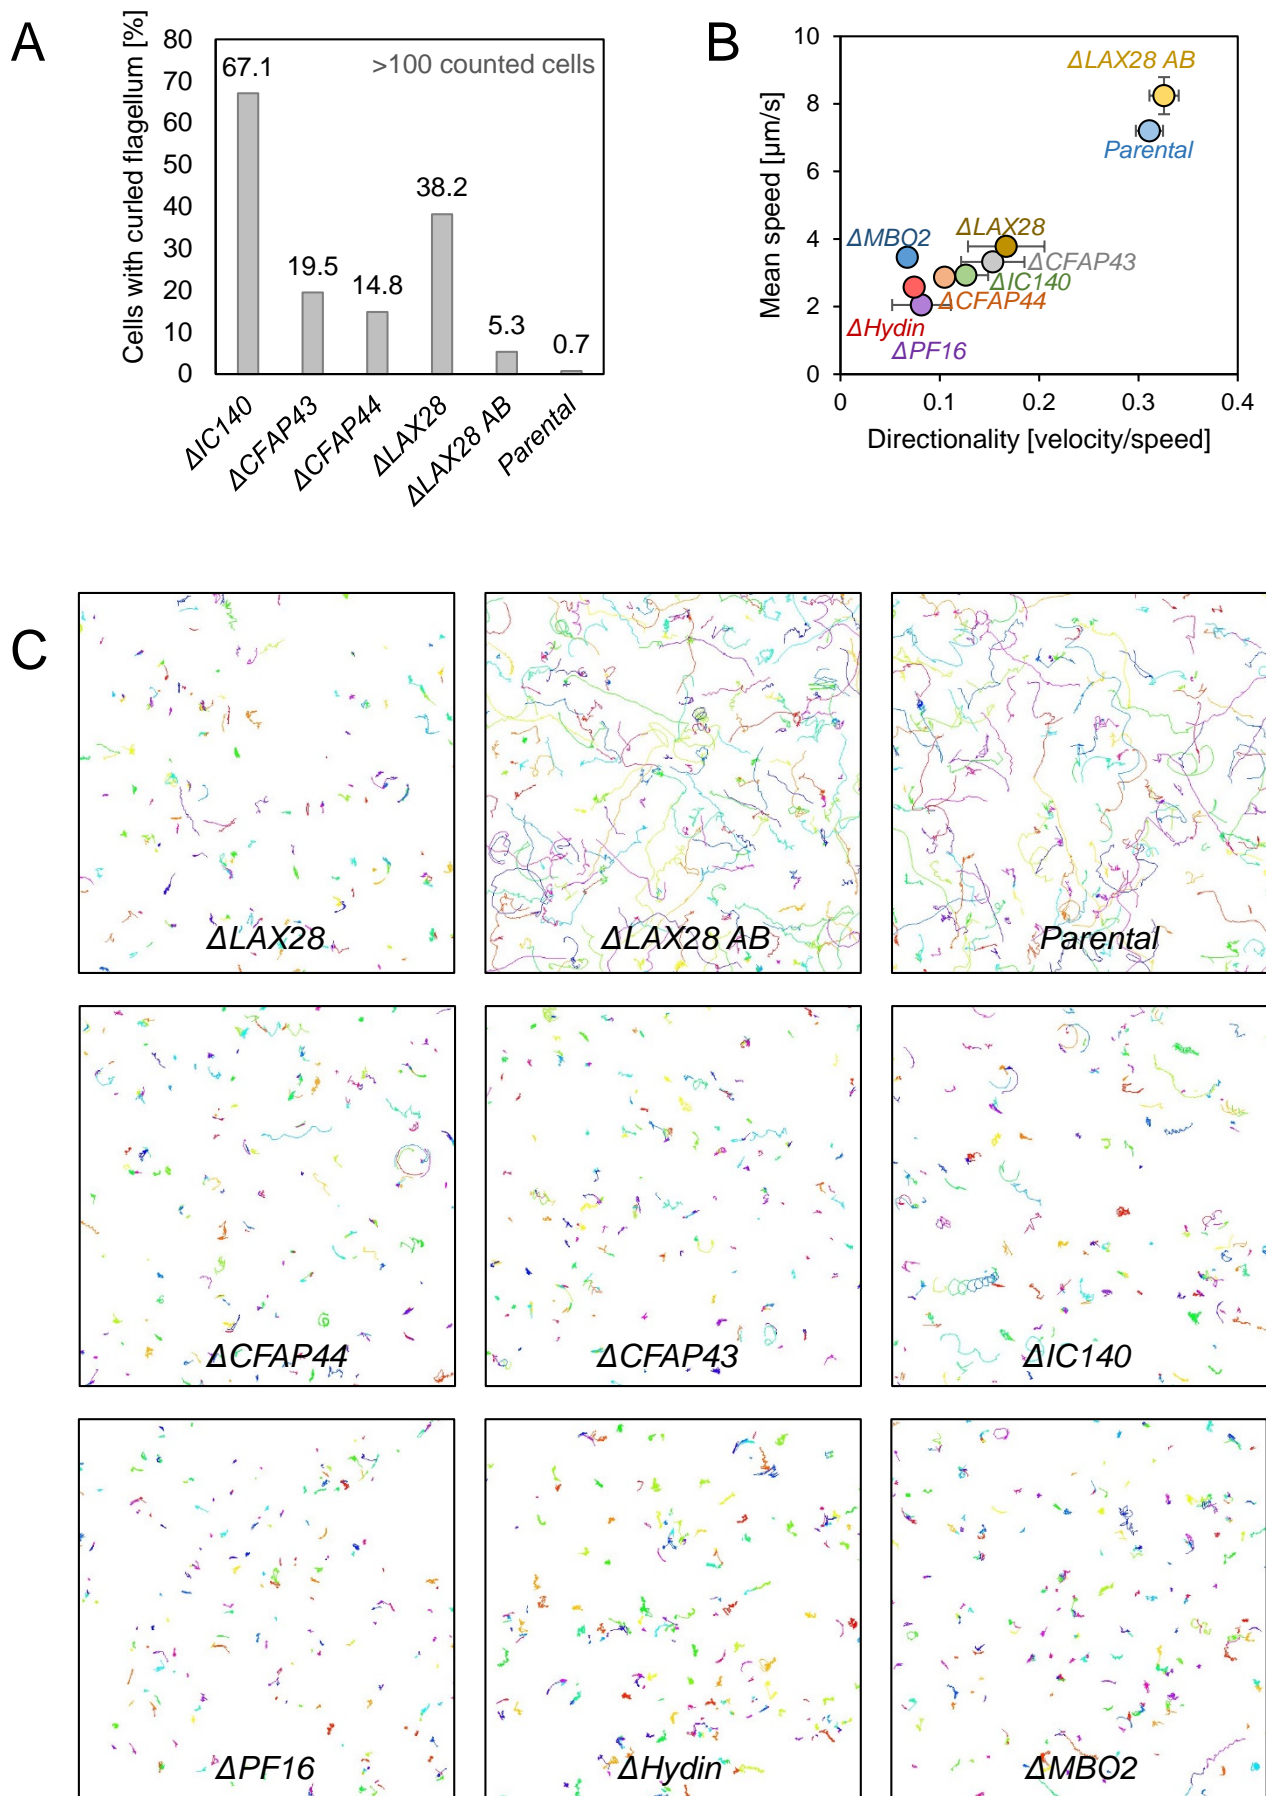 A
Cells with curled flagellum [%]
80
70
60
50
40
30
20
10
0
>100 counted cells
67.1
19.5
14.8
38.2
5.3
0.7
ΔIC140
ΔCFAP43
ΔCFAP44
ΔLAX28
ΔLAX28 AB
Parental
B
Mean speed [µm/s]
10
8
6
4
2
0
ΔLAX28 AB
Parental
ΔLAX28
ΔMBO2
ΔCFAP43
ΔIC140
ΔCFAP44
ΔHydin
ΔPF16
0
0.1
0.2
0.3
0.4
Directionality [velocity/speed]
C
ΔLAX28
ΔLAX28 AB
Parental
ΔCFAP44
ΔCFAP43
ΔIC140
ΔPF16
ΔHydin
ΔMBO2